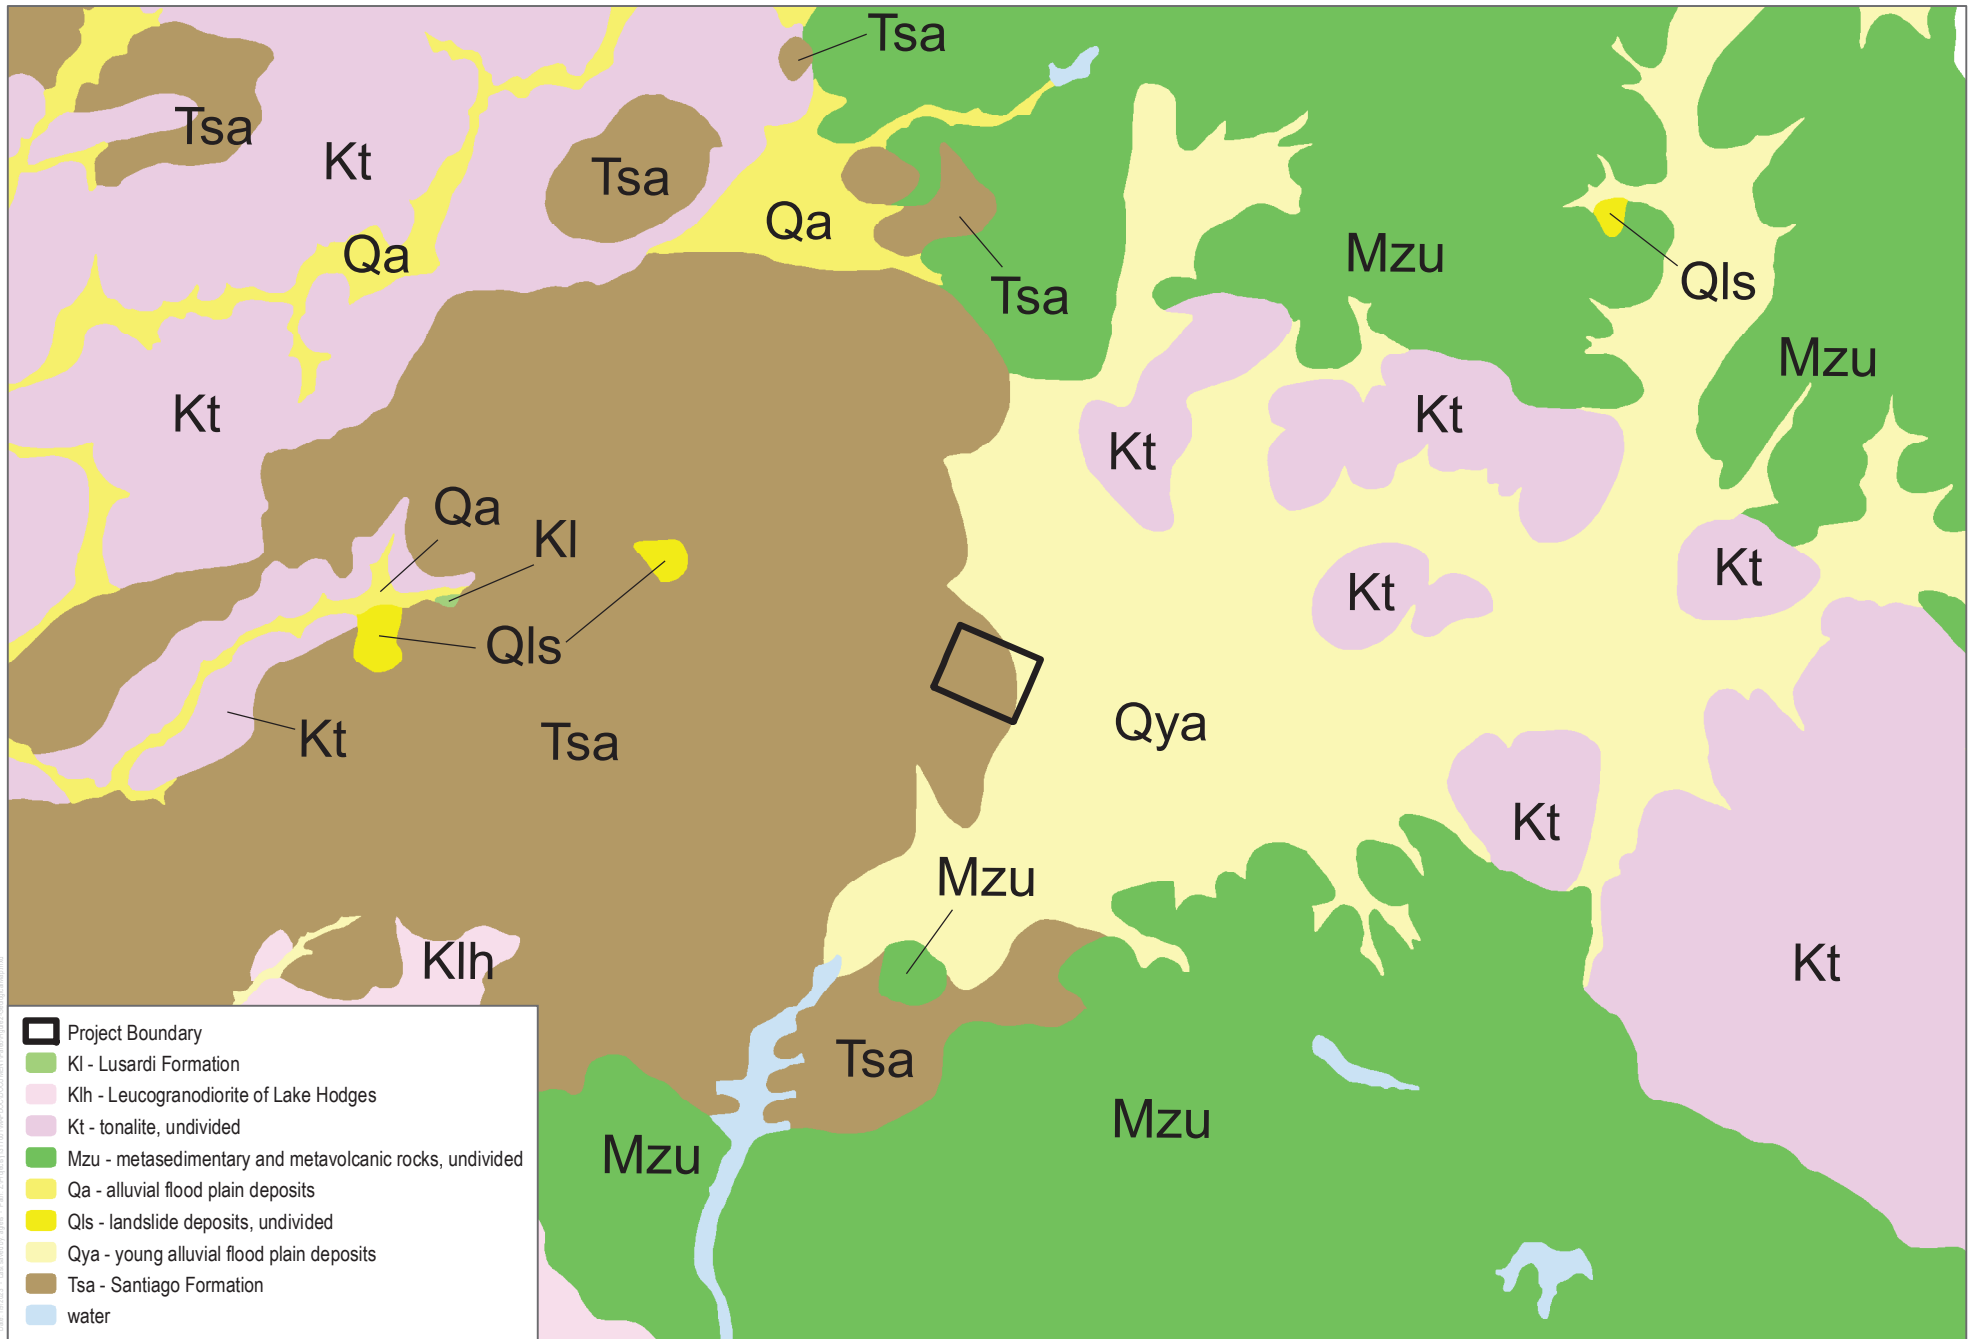 Tsa
Tsa
Kt
Tsa
Qa
Qa
Mzu
Qls
Tsa
Mzu
Kt
Kt
Kt
Qa
Kl
Kt
Kt
Qls
Qya
Kt
Tsa
Kt
Mzu
Klh
Kt
Tsa
Mzu
Mzu
Project Boundary
Kl - Lusardi Formation
Klh - Leucogranodiorite of Lake Hodges
Kt - tonalite, undivided
Mzu - metasedimentary and metavolcanic rocks, undivided
Qa - alluvial flood plain deposits
Qls - landslide deposits, undivided
Qya - young alluvial flood plain deposits
Tsa - Santiago Formation
water